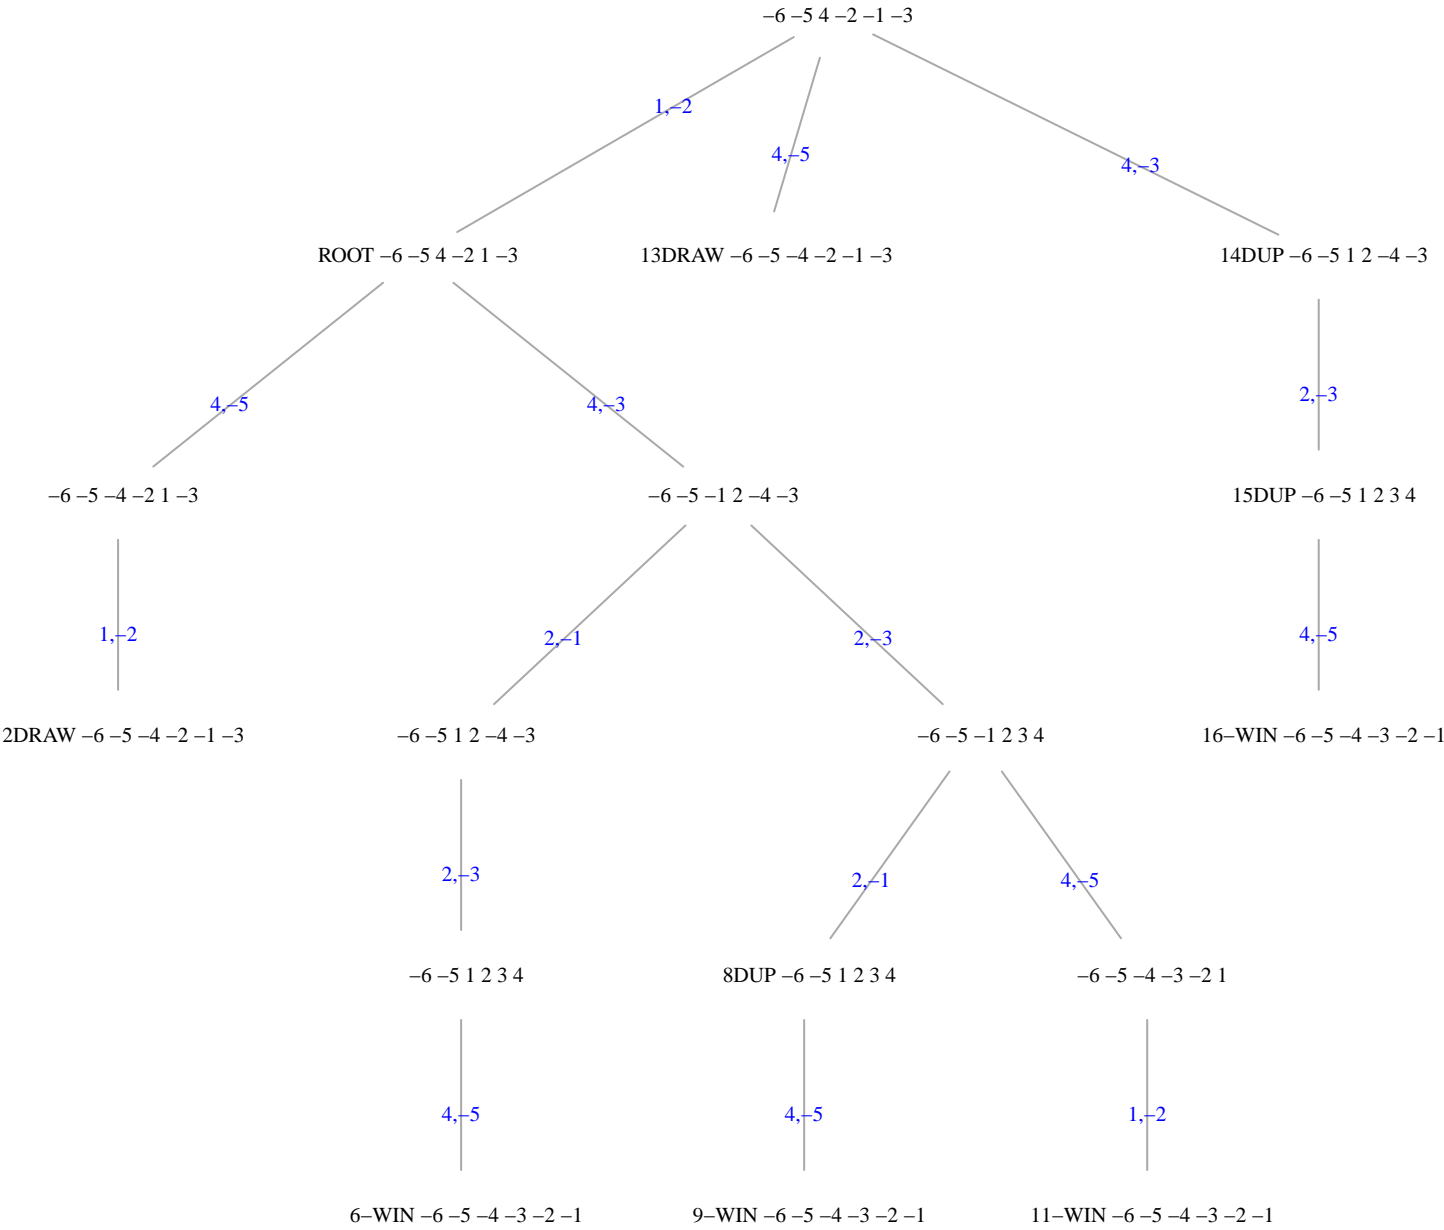 –6 –5 4 –2 –1 –3
1,–2
4,–5
4,–3
ROOT –6 –5 4 –2 1 –3
13DRAW –6 –5 –4 –2 –1 –3
14DUP –6 –5 1 2 –4 –3
4,–5
4,–3
2,–3
–6 –5 –4 –2 1 –3
–6 –5 –1 2 –4 –3
15DUP –6 –5 1 2 3 4
1,–2
2,–1
2,–3
4,–5
2DRAW –6 –5 –4 –2 –1 –3
–6 –5 1 2 –4 –3
–6 –5 –1 2 3 4
16–WIN –6 –5 –4 –3 –2 –1
2,–3
2,–1
4,–5
–6 –5 1 2 3 4
8DUP –6 –5 1 2 3 4
–6 –5 –4 –3 –2 1
4,–5
4,–5
1,–2
6–WIN –6 –5 –4 –3 –2 –1
9–WIN –6 –5 –4 –3 –2 –1
11–WIN –6 –5 –4 –3 –2 –1